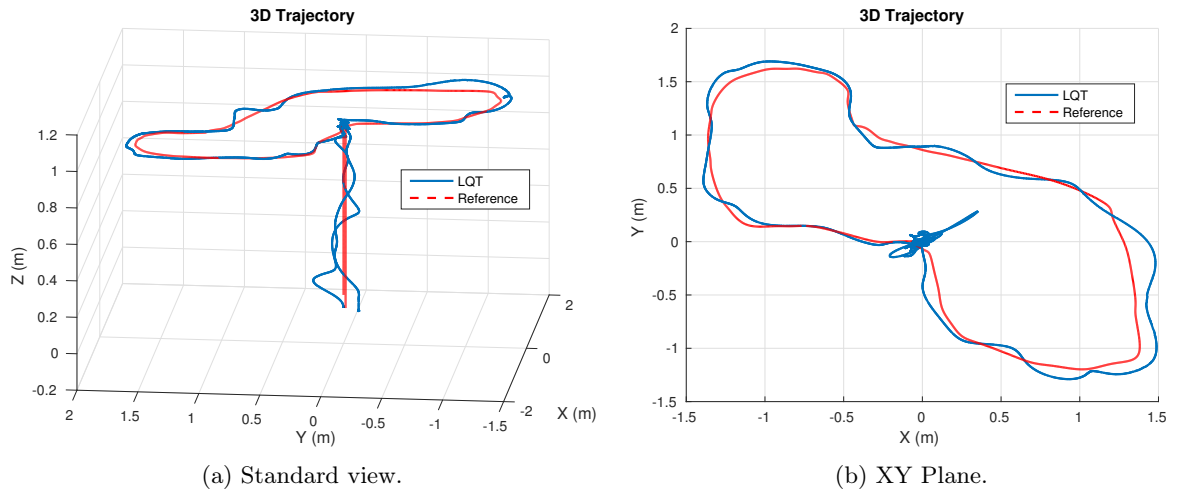 3D Trajectory
1.2
1
0.8
0.6
0.4
0.2
0
-0.2
Z (m)
2
1.5
1
0.5
0
-0.5
-1
-1.5
Y (m)
2
0
-2
X (m)
LQT
Reference
(a) Standard view.
3D Trajectory
2
1.5
1
0.5
0
-0.5
-1
-1.5
Y (m)
-1.5
-1
-0.5
0
0.5
1
1.5
X (m)
LQT
Reference
(b) XY Plane.